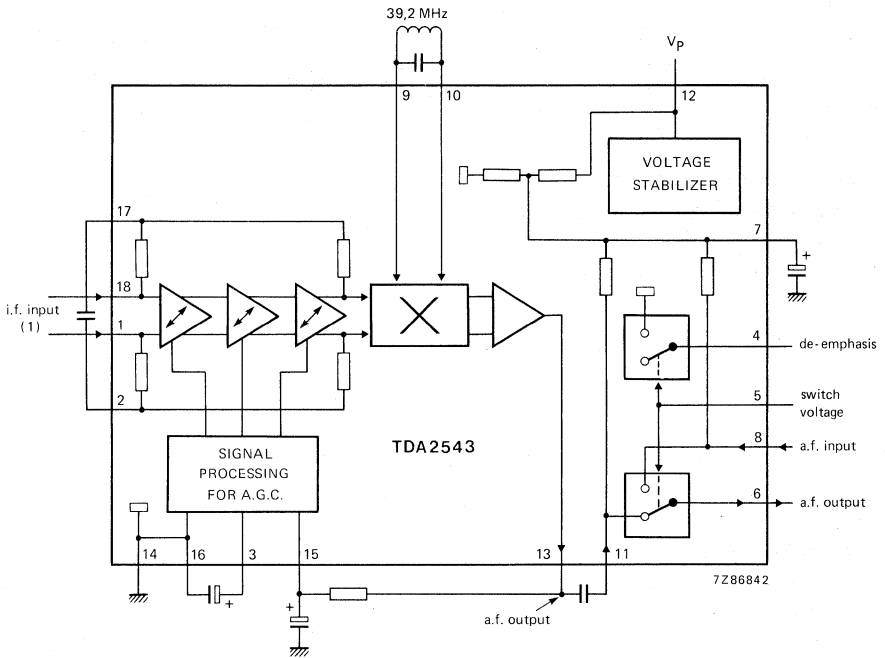 39,2 MHz
Vp
9
10
12
VOLTAGE
STABILIZER
17
7
+
18
i.f. input
(1)
1
4
de-emphasis
2
5
switch
voltage
TDA2543
8
a.f. input
SIGNAL
PROCESSING
FOR A.G.C.
6
a.f. output
14
16
3
15
13
11
7Z86842
+
+
a.f. output